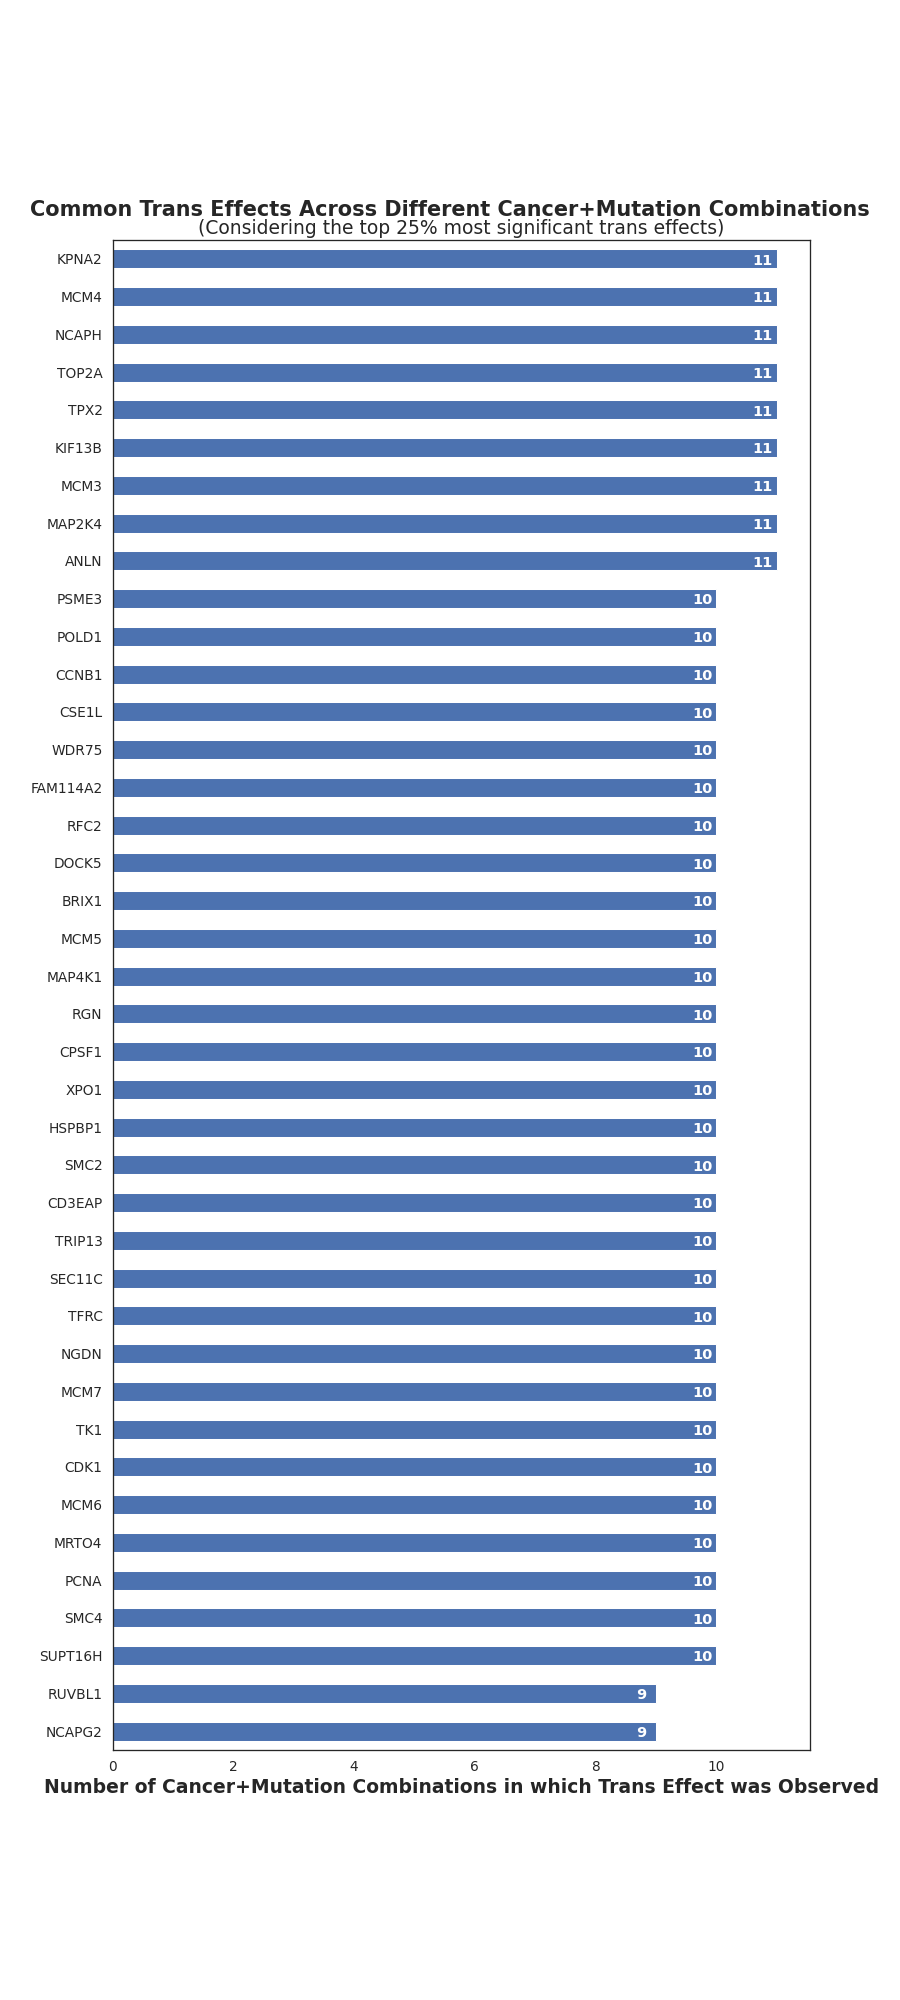 Common Trans Effects Across Different Cancer+Mutation Combinations
(Considering the top 25% most significant trans effects)
KPNA2 11
MCM4 11
NCAPH 11
TOP2A 11
TPX2 11
KIF13B 11
MCM3 11
MAP2K4 11
ANLN 11
PSME3 10
POLD1 10
CCNB1 10
CSE1L 10
WDR75 10
FAM114A2 10
RFC2 10
DOCK5 10
BRIX1 10
MCM5 10
MAP4K1 10
RGN 10
CPSF1 10
XPO1 10
HSPBP1 10
SMC2 10
CD3EAP 10
TRIP13 10
SEC11C 10
TFRC 10
NGDN 10
MCM7 10
TK1 10
CDK1 10
MCM6 10
MRTO4 10
PCNA 10
SMC4 10
SUPT16H 10
RUVBL1 9
NCAPG2 9
0 2 4 6 8 10
Number of Cancer+Mutation Combinations in which Trans Effect was Observed